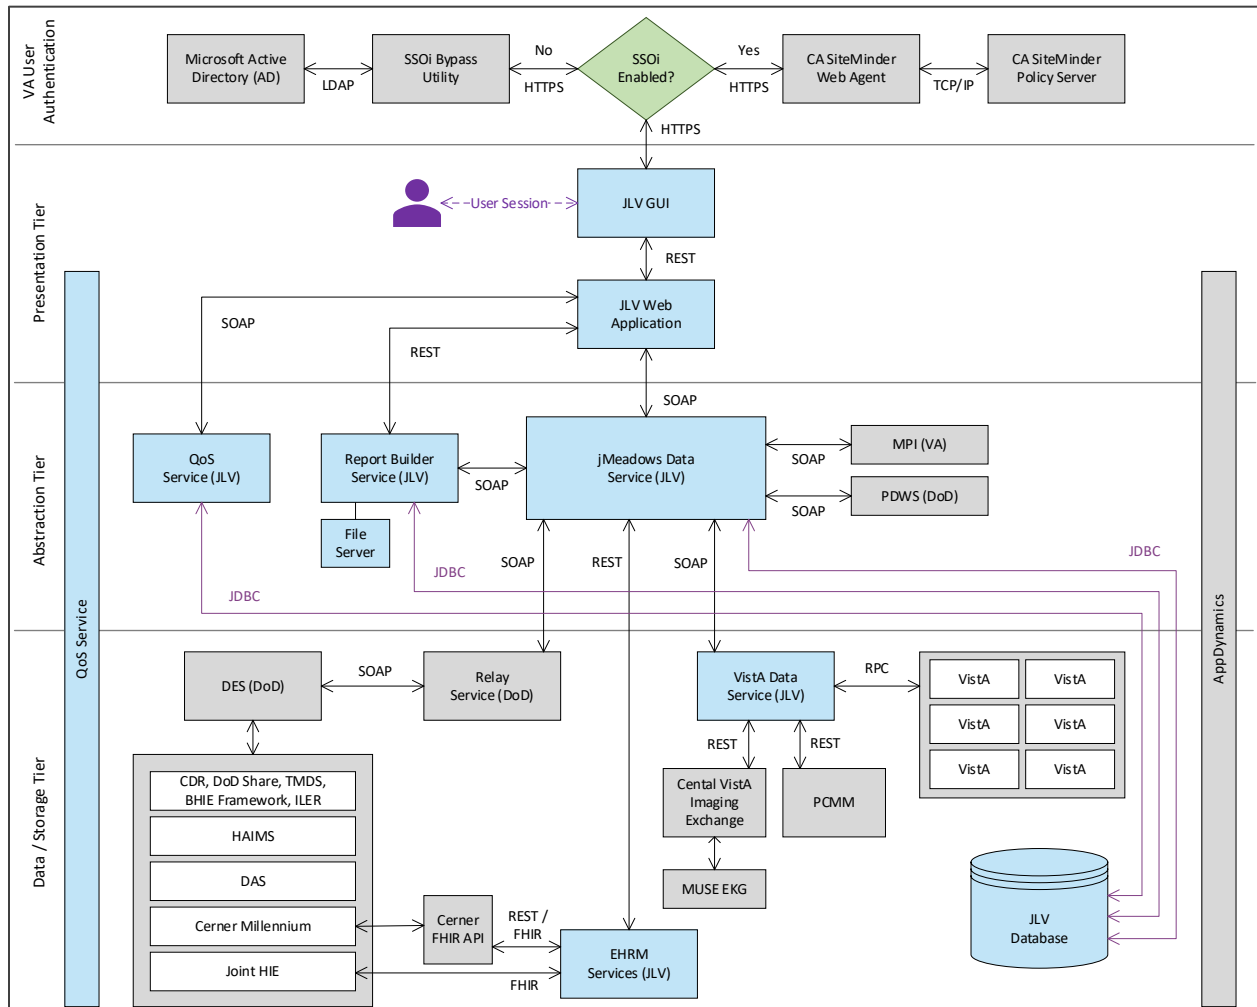 VA User
Authentication
Microsoft Active
Directory (AD)
LDAP
SSOi Bypass
Utility
No
HTTPS
SSOi
Enabled?
Yes
HTTPS
CA SiteMinder
Web Agent
TCP/IP
CA SiteMinder
Policy Server
HTTPS
Presentation Tier
User Session
JLV GUI
REST
JLV Web
Application
SOAP
REST
SOAP
Abstraction Tier
QoS
Service (JLV)
Report Builder
Service (JLV)
SOAP
jMeadows Data
Service (JLV)
SOAP
MPI (VA)
SOAP
PDWS (DoD)
File
Server
SOAP
REST
SOAP
JDBC
JDBC
JDBC
QoS Service
AppDynamics
Data / Storage Tier
DES (DoD)
SOAP
Relay
Service (DoD)
VistA Data
Service (JLV)
RPC
VistA
VistA
VistA
VistA
VistA
VistA
REST
REST
Cental VistA
Imaging
Exchange
PCMM
MUSE EKG
CDR, DoD Share, TMDS,
BHIE Framework, ILER
HAIMS
DAS
Cerner Millennium
Joint HIE
Cerner
FHIR API
REST /
FHIR
FHIR
EHRM
Services (JLV)
JLV
Database